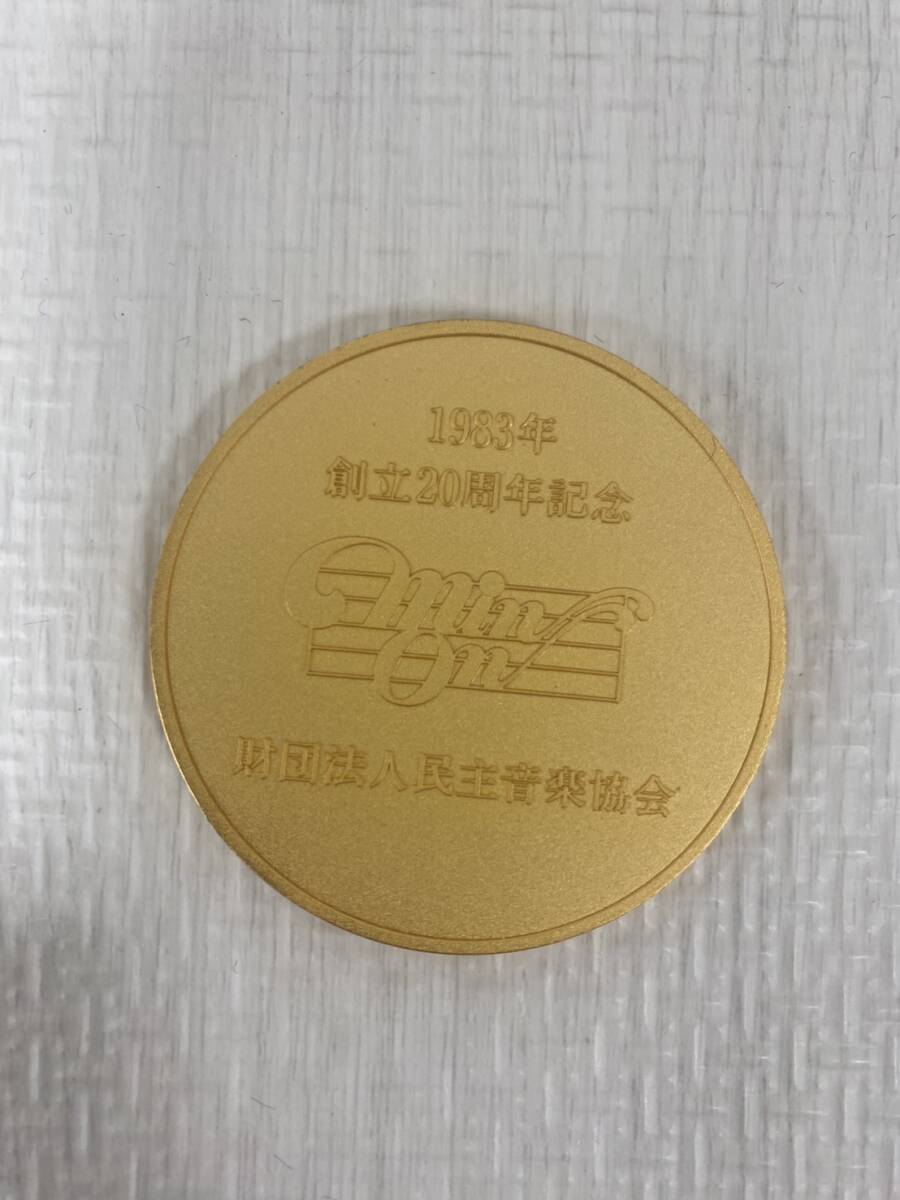 1983年
創立20周年記念
Min
On
財団法人民主音楽協会